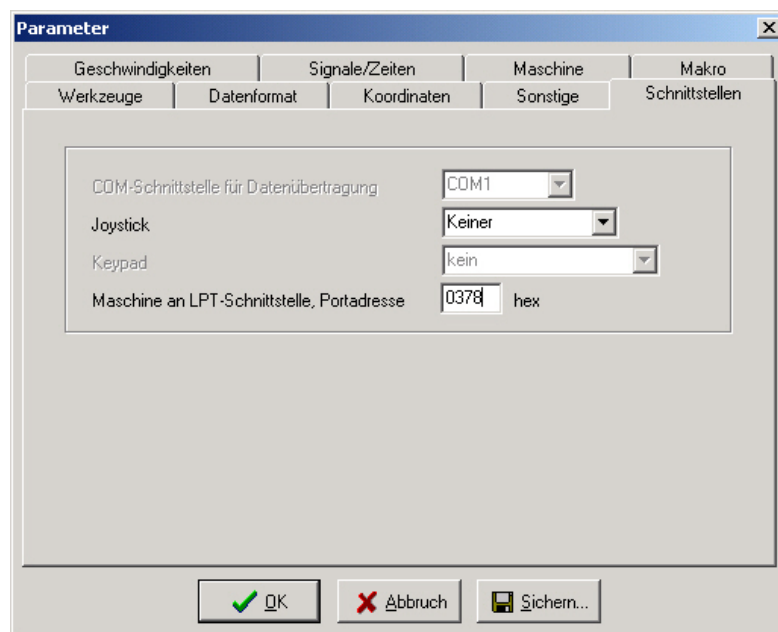 Parameter
Geschwindigkeiten Signale/Zeiten Maschine Makro
Werkzeuge Datenformat Koordinaten Sonstige Schnittstellen
COM-Schnittstelle für Datenübertragung COM1
Joystick Keiner
Keypad kein
Maschine an LPT-Schnittstelle, Portadresse 0378 hex
OK Abbruch Sichern...